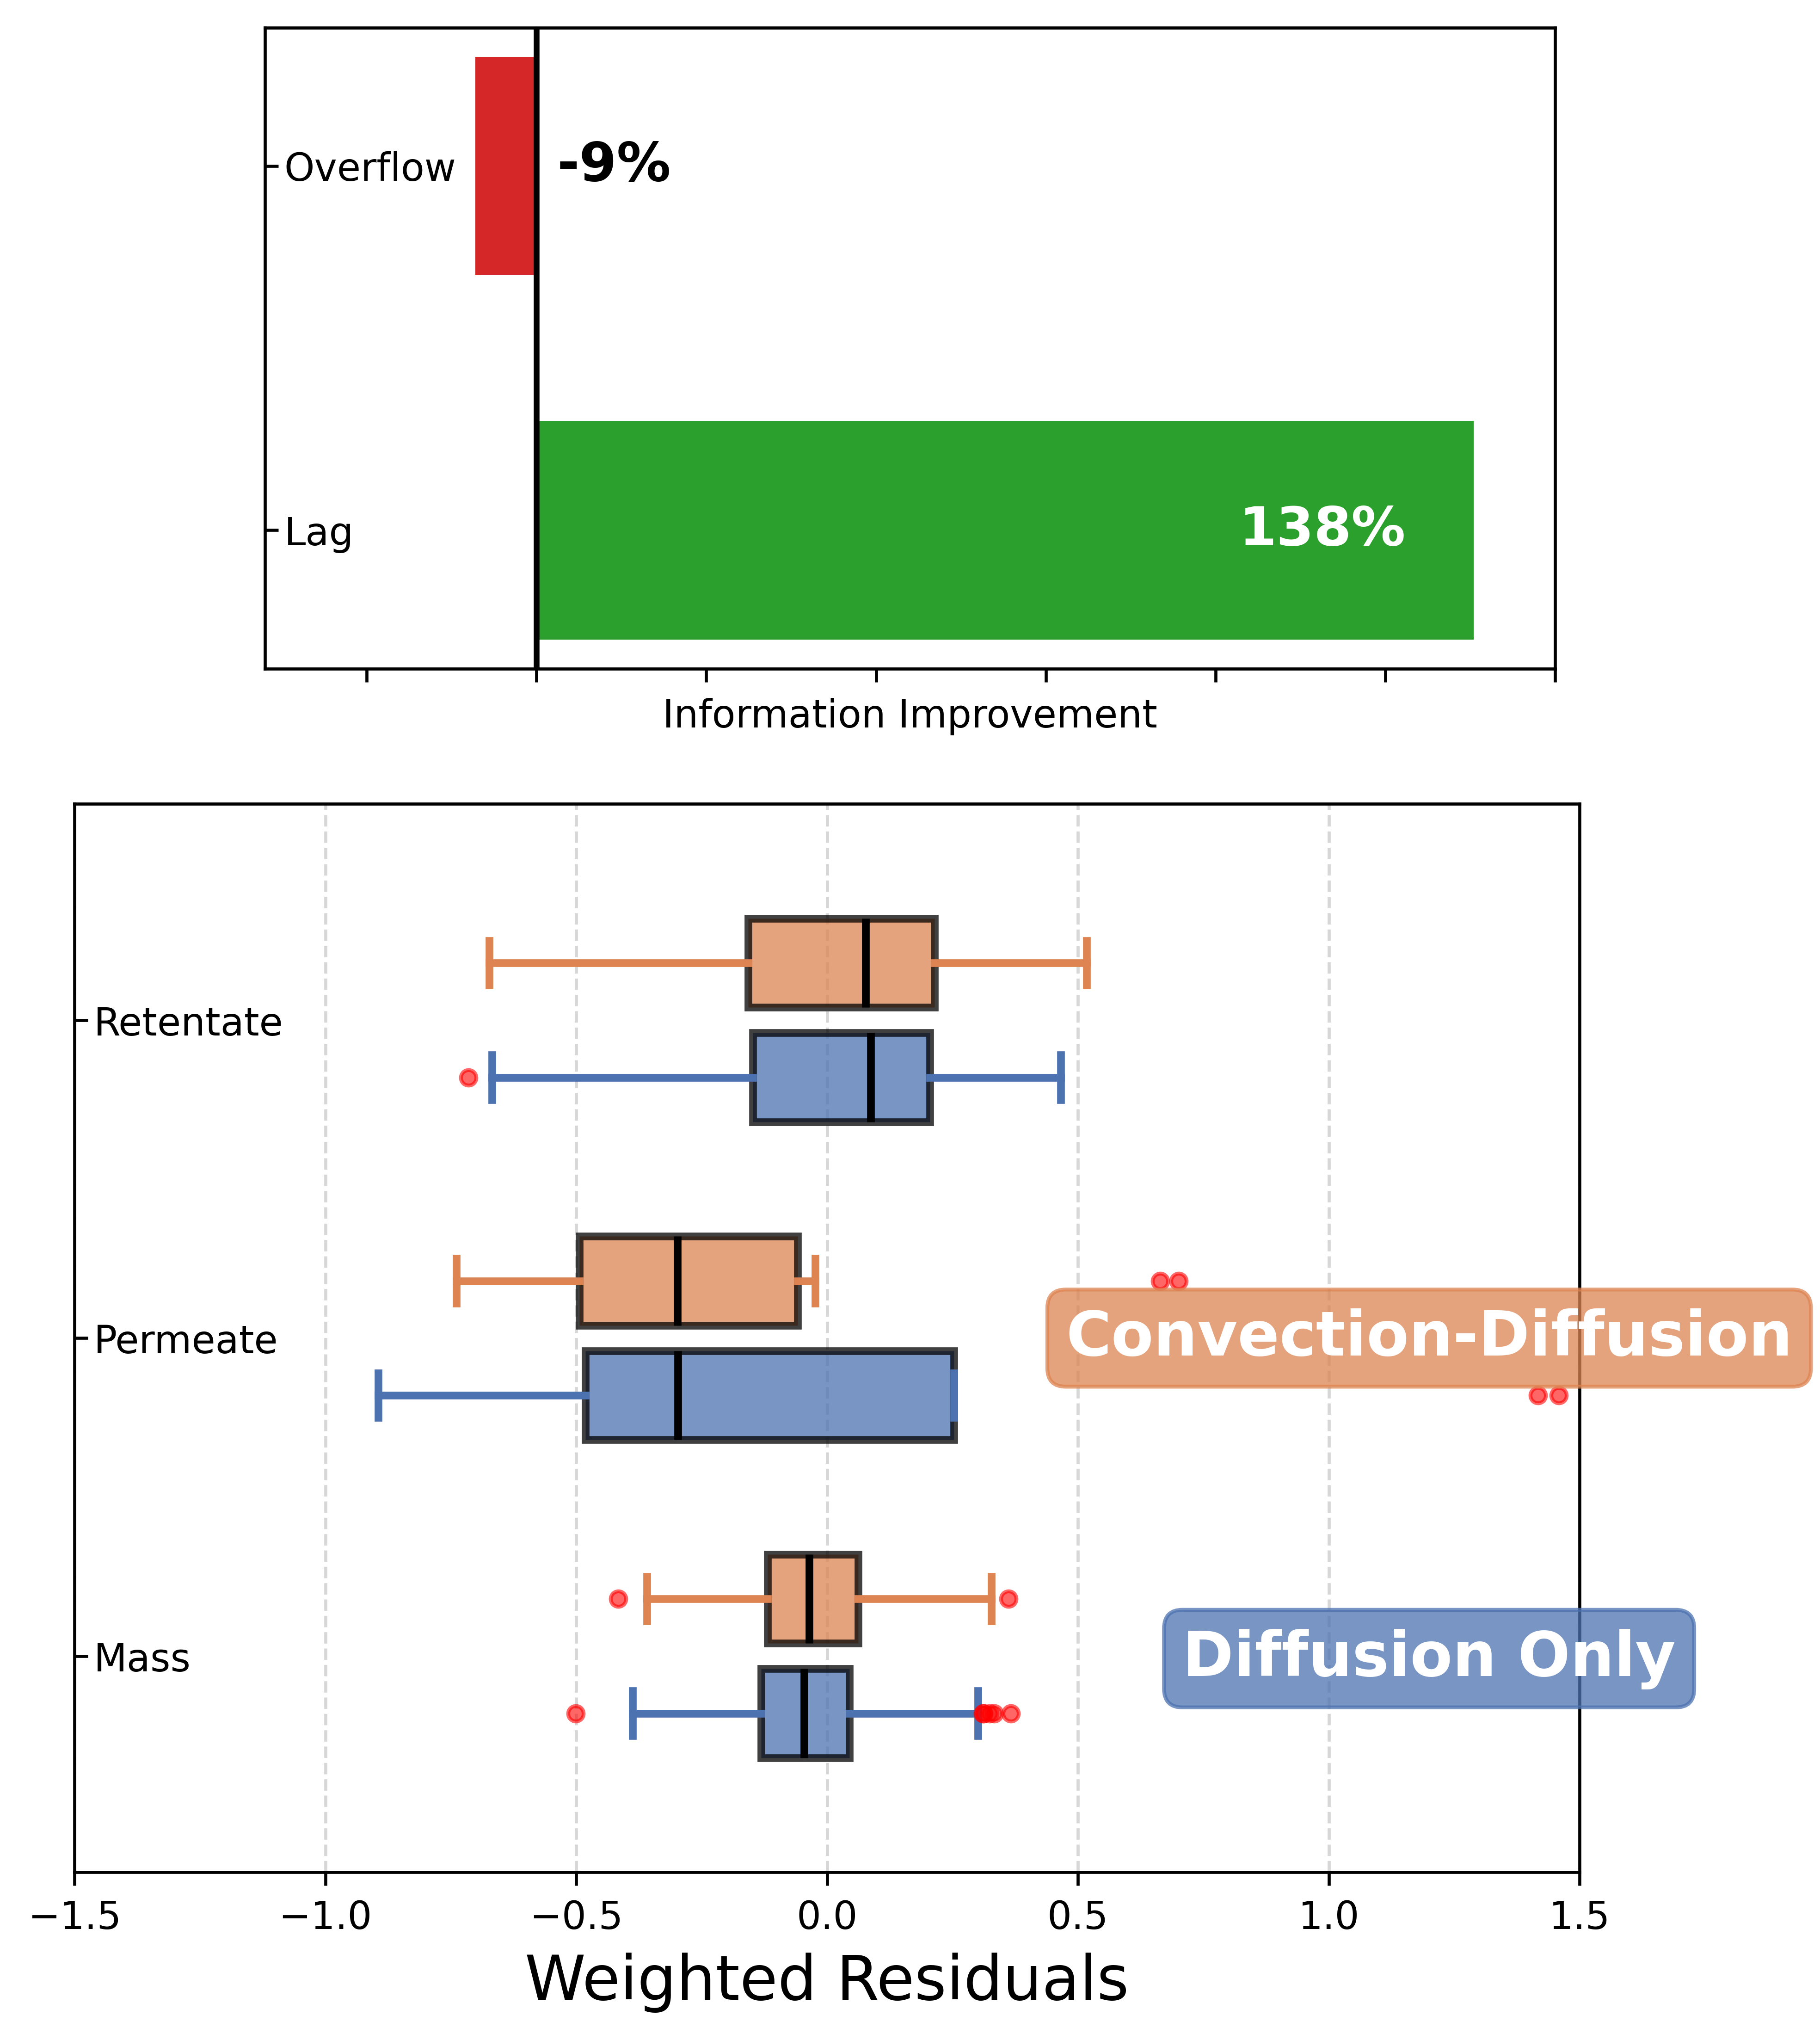 Overflow
-9%
Lag
138%
Information Improvement
Retentate
Permeate
Convection-Diffusion
Mass
Diffusion Only
−1.5 −1.0 −0.5 0.0 0.5 1.0 1.5
Weighted Residuals